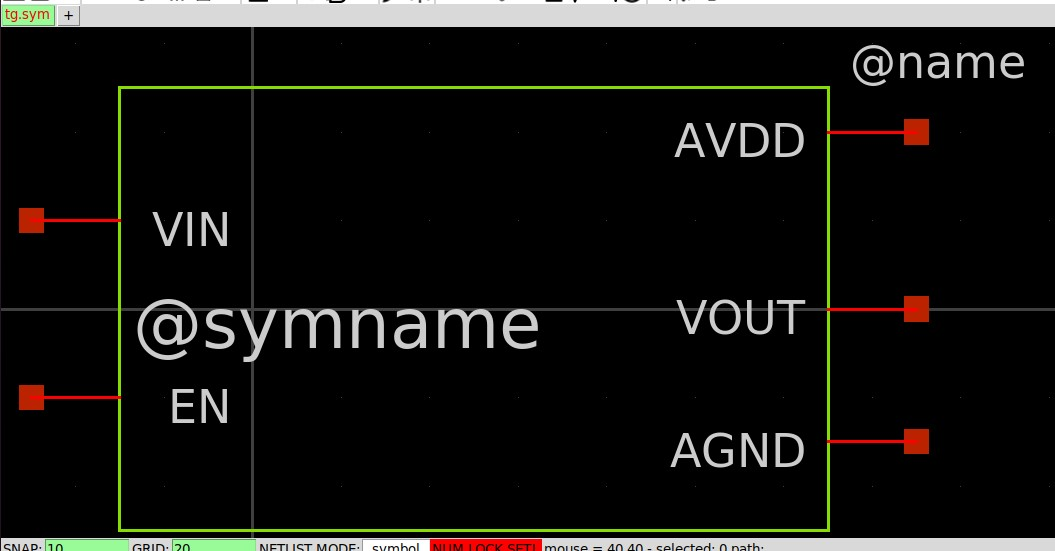 tg.sym +
@name
AVDD
VIN
@symname
VOUT
EN
AGND
SNAP: 10 GRID: 20 NETLIST MODE: symbol NUM LOCK SET! mouse = 40 40 - selected: 0 path: